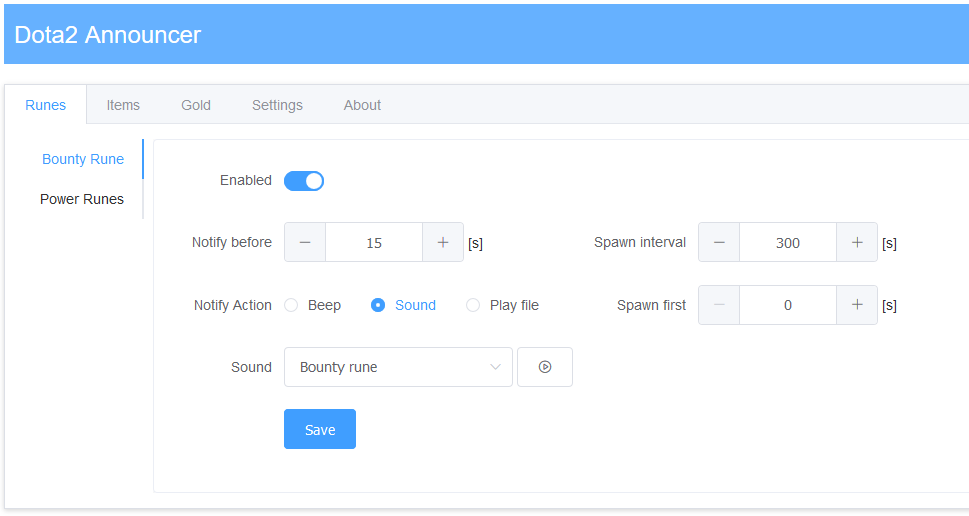 Dota2 Announcer
Runes Items Gold Settings About
Bounty Rune
Power Runes
Enabled
Notify before 15 [s] Spawn interval 300 [s]
Notify Action Beep Sound Play file Spawn first 0 [s]
Sound Bounty rune
Save